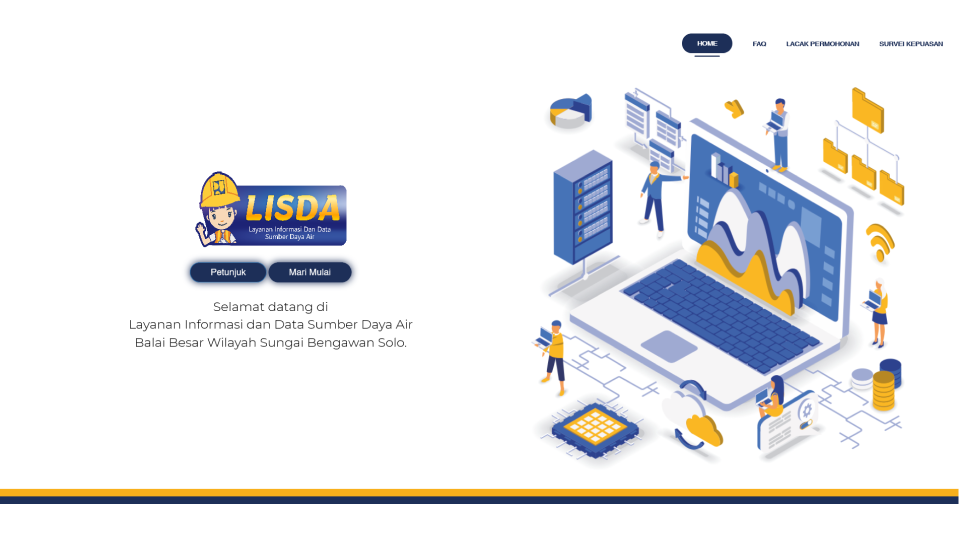 HOME
FAQ
LACAK PERMOHONAN
SURVEI KEPUASAN
LISDA
Layanan Informasi Dan Data
Sumber Daya Air
Petunjuk
Mari Mulai
Selamat datang di
Layanan Informasi dan Data Sumber Daya Air
Balai Besar Wilayah Sungai Bengawan Solo.